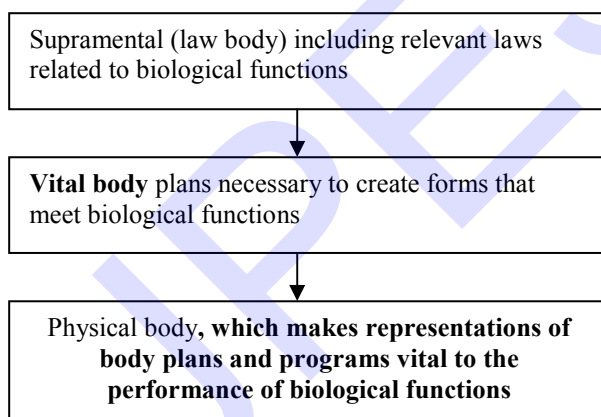 Supramental (law body) including relevant laws
related to biological functions
Vital body plans necessary to create forms that
meet biological functions
Physical body, which makes representations of
body plans and programs vital to the
performance of biological functions